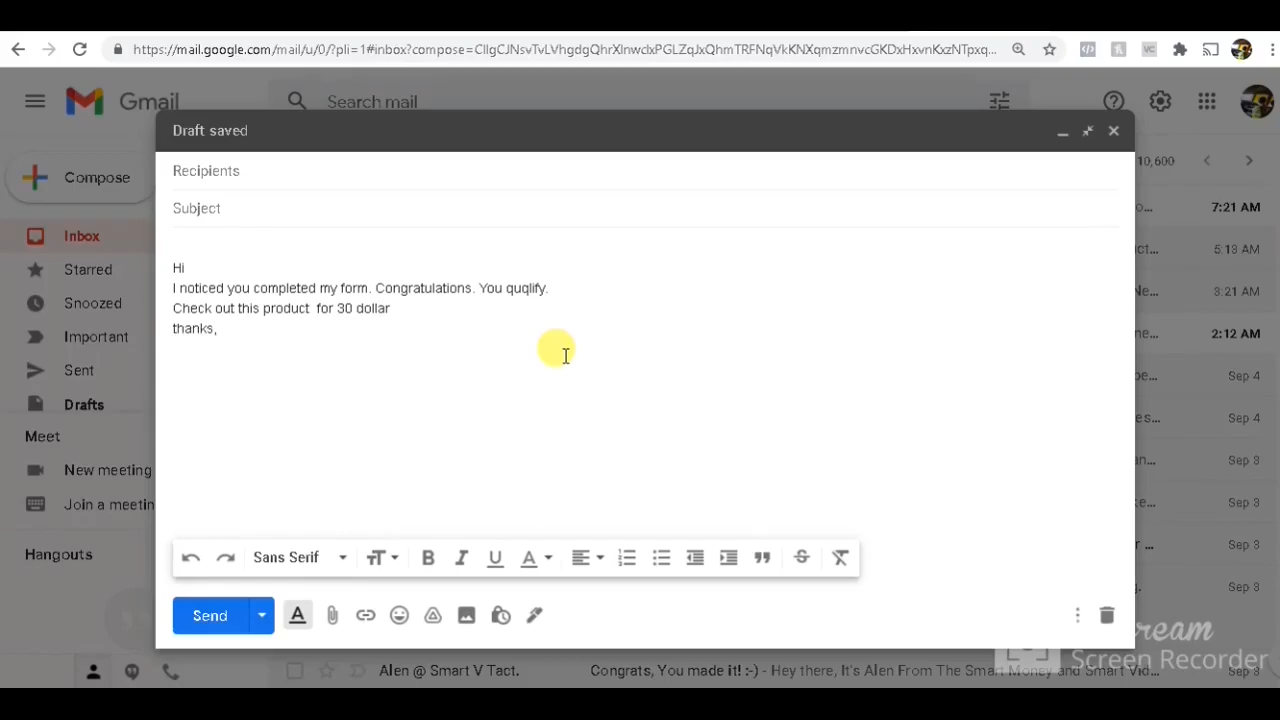 https://mail.google.com/mail/u/0/?pli=1#inbox?compose=CllgCJNsvTvLVhgdgQhrXlnwclxPGLZqJxQhmTRFNqVkKNXqmzmnvcGKDxHxvnKxzNTpxq...
Gmail
Search mail
Draft saved
Compose
Recipients
10,600
Subject
7:21 AM
Inbox
Starred
5:13 AM
Hi
I noticed you completed my form. Congratulations. You quqlify.
3:21 AM
Snoozed
Check out this product for 30 dollar
thanks,
2:12 AM
Important
Sent
Sep 4
Drafts
Sep 4
Meet
Sep 3
New meeting
Sep 3
Join a meetin
Sep 3
Hangouts
Sans Serif
Sep 3
Send
Screen Recorder
Alen @ Smart V Tact.
Congrats, You made it! :-) - Hey there, It's Alen From The Smart Money and Smart Vid...
Sep 3